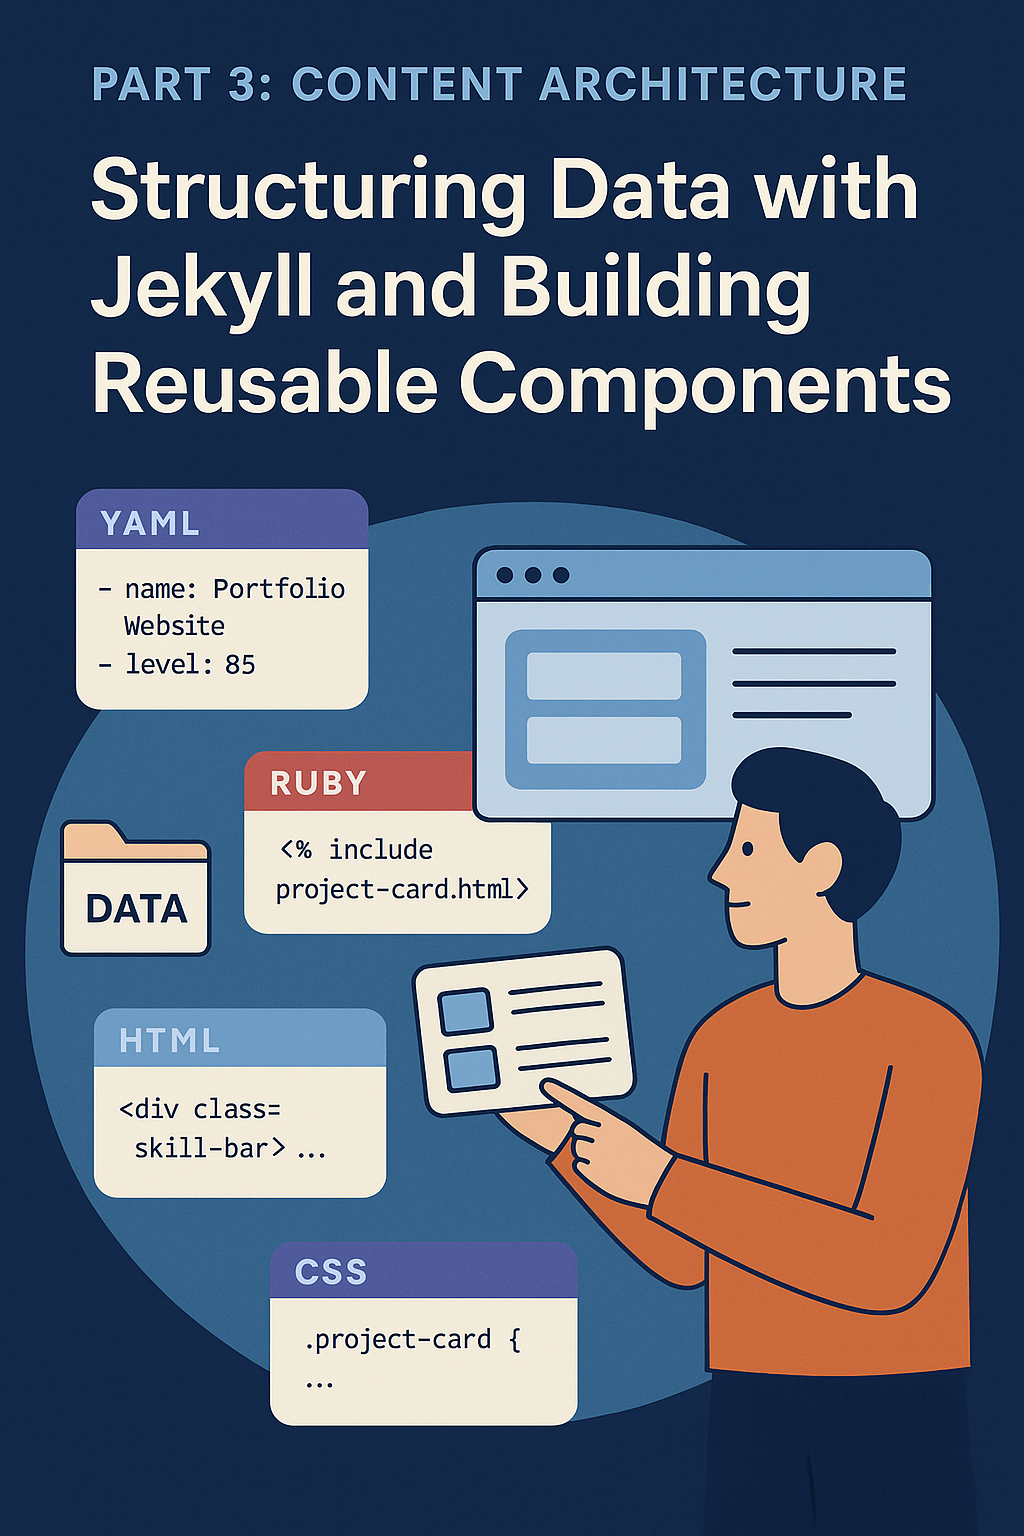 PART 3: CONTENT ARCHITECTURE
Structuring Data with
Jekyll and Building
Reusable Components
YAML
- name: Portfolio
Website
- level: 85
RUBY
<% include
project-card.html>
DATA
HTML
<div class=
skill-bar> ...
CSS
.project-card {
...